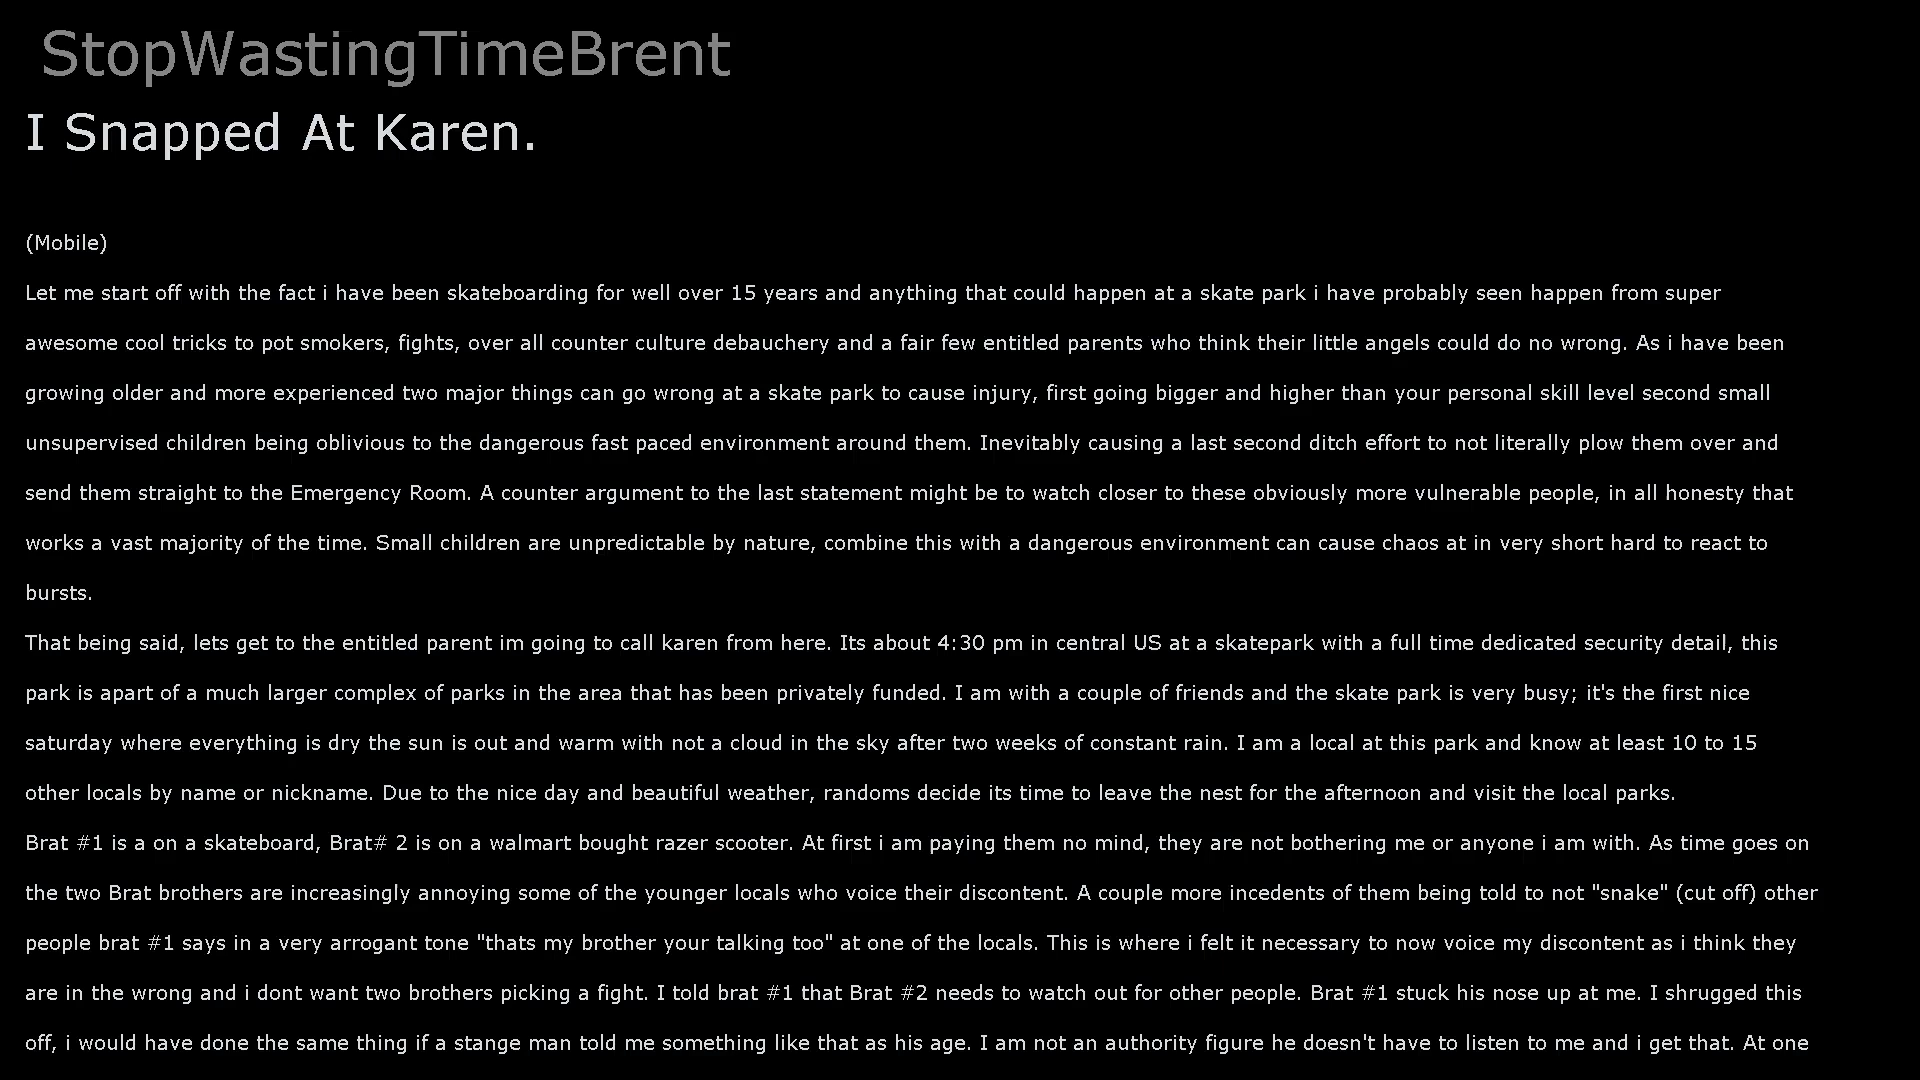 StopWastingTimeBrent
I Snapped At Karen.
(Mobile)
Let me start off with the fact i have been skateboarding for well over 15 years and anything that could happen at a skate park i have probably seen happen from super
awesome cool tricks to pot smokers, fights, over all counter culture debauchery and a fair few entitled parents who think their little angels could do no wrong. As i have been
growing older and more experienced two major things can go wrong at a skate park to cause injury, first going bigger and higher than your personal skill level second small
unsupervised children being oblivious to the dangerous fast paced environment around them. Inevitably causing a last second ditch effort to not literally plow them over and
send them straight to the Emergency Room. A counter argument to the last statement might be to watch closer to these obviously more vulnerable people, in all honesty that
works a vast majority of the time. Small children are unpredictable by nature, combine this with a dangerous environment can cause chaos at in very short hard to react to
bursts.
That being said, lets get to the entitled parent im going to call karen from here. Its about 4:30 pm in central US at a skatepark with a full time dedicated security detail, this
park is apart of a much larger complex of parks in the area that has been privately funded. I am with a couple of friends and the skate park is very busy; it's the first nice
saturday where everything is dry the sun is out and warm with not a cloud in the sky after two weeks of constant rain. I am a local at this park and know at least 10 to 15
other locals by name or nickname. Due to the nice day and beautiful weather, randoms decide its time to leave the nest for the afternoon and visit the local parks.
Brat #1 is a on a skateboard, Brat# 2 is on a walmart bought razer scooter. At first i am paying them no mind, they are not bothering me or anyone i am with. As time goes on
the two Brat brothers are increasingly annoying some of the younger locals who voice their discontent. A couple more incedents of them being told to not "snake" (cut off) other
people brat #1 says in a very arrogant tone "thats my brother your talking too" at one of the locals. This is where i felt it necessary to now voice my discontent as i think they
are in the wrong and i dont want two brothers picking a fight. I told brat #1 that Brat #2 needs to watch out for other people. Brat #1 stuck his nose up at me. I shrugged this
off, i would have done the same thing if a stange man told me something like that as his age. I am not an authority figure he doesn't have to listen to me and i get that. At one